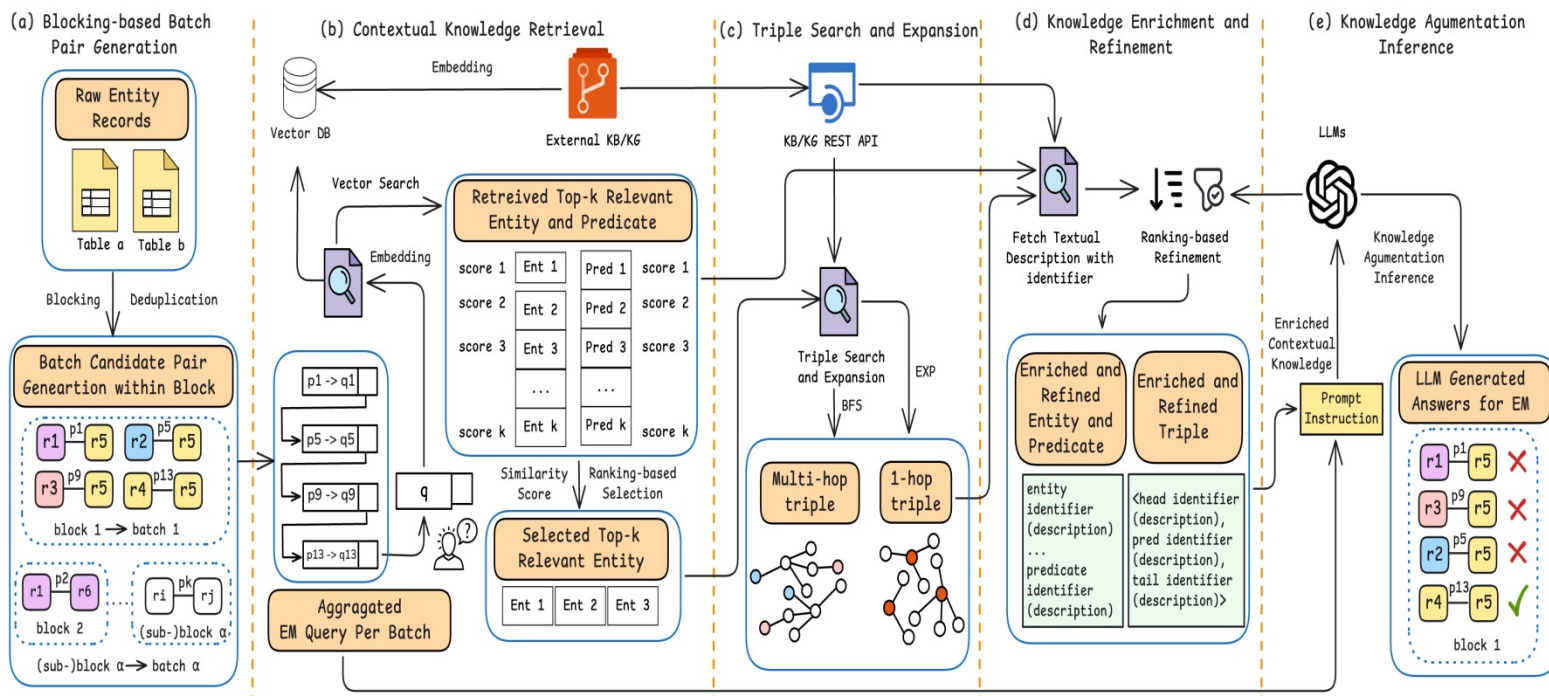 (a) Blocking-based Batch
Pair Generation
Raw Entity
Records
Table a
Table b
Blocking
Deduplication
Batch Candidate Pair
Geneartion within Block
r1 p1 r5
r2 p5 r5
r3 p9 r5
r4 p13 r5
block 1 → batch 1
r1 p2 r6
....
ri pk rj
block 2
(sub-)block α
(sub-)block α → batch α
(b) Contextual Knowledge Retrieval
Embedding
Vector DB
External KB/KG
Vector Search
Embedding
Retreived Top-k Relevant
Entity and Predicate
score 1 Ent 1 Pred 1 score 1
score 2 Ent 2 Pred 2 score 2
score 3 Ent 3 Pred 3 score 3
... ...
score k Ent k Pred k score k
p1 -> q1
p5 -> q5
p9 -> q9
p13 -> q13
q
?
Similarity
Score
Ranking-based
Selection
Selected Top-k
Relevant Entity
Ent 1 Ent 2 Ent 3
Aggragated
EM Query Per Batch
(c) Triple Search and Expansion
KB/KG REST API
Triple Search
and Expansion
BFS
EXP
Multi-hop
triple
1-hop
triple
(d) Knowledge Enrichment and
Refinement
Fetch Textual
Description with
identifier
Ranking-based
Refinement
Enriched and
Refined
Entity and
Predicate
Enriched and
Refined
Triple
entity
identifier
(description)
...
predicate
identifier
(description)
<head identifier
(description),
pred identifier
(description),
tail identifier
(description)>
(e) Knowledge Agumentation
Inference
LLMs
Knowledge
Agumentation
Inference
Enriched
Contextual
Knowledge
Prompt
Instruction
LLM Generated
Answers for EM
r1 p1 r5
r3 p9 r5
r2 p5 r5
r4 p13 r5
block 1